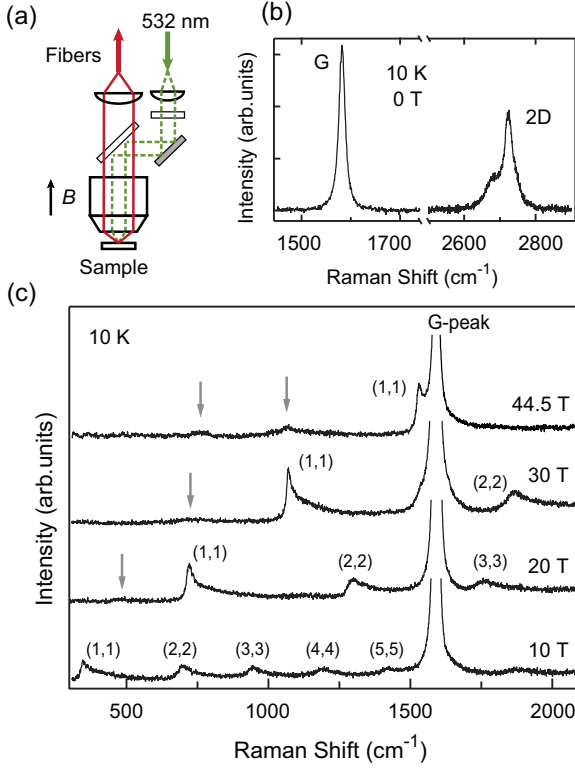 (a)
532 nm
Fibers
B
Sample
(b)
G
10 K
0 T
2D
Intensity (arb.units)
1500 1700 2600 2800
Raman Shift (cm⁻¹)
(c)
10 K
G-peak
(1,1)
44.5 T
(1,1)
(2,2)
30 T
(1,1)
(2,2)
(3,3)
20 T
(1,1)
(2,2)
(3,3)
(4,4)
(5,5)
10 T
Intensity (arb.units)
500 1000 1500 2000
Raman Shift (cm⁻¹)